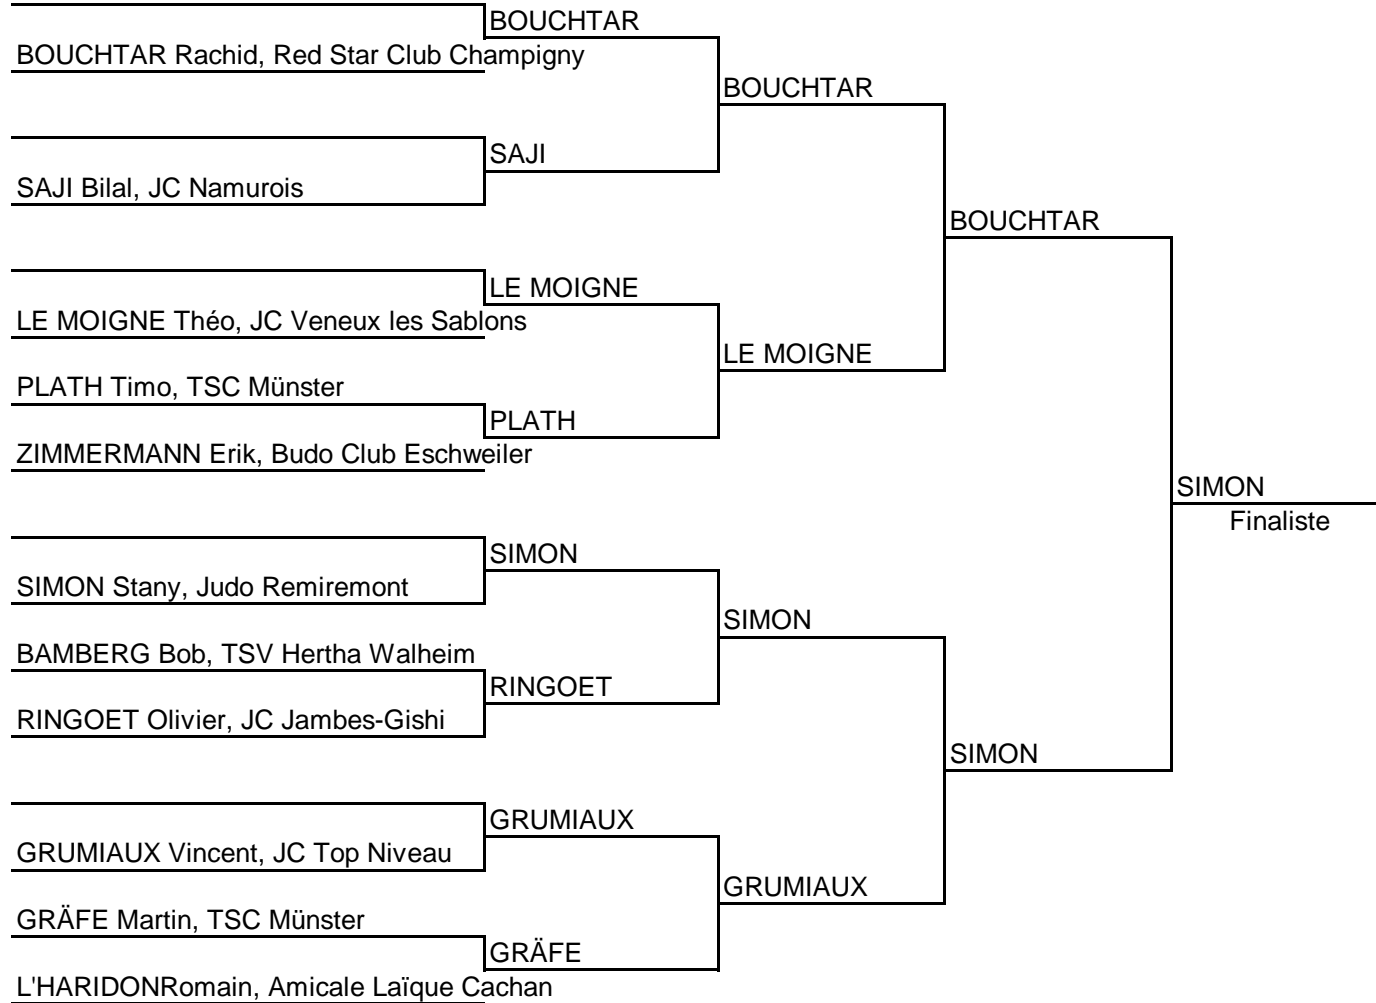 BOUCHTAR
BOUCHTAR Rachid, Red Star Club Champigny
BOUCHTAR
SAJI
SAJI Bilal, JC Namurois
BOUCHTAR
LE MOIGNE
LE MOIGNE Théo, JC Veneux les Sablons
LE MOIGNE
PLATH Timo, TSC Münster
PLATH
ZIMMERMANN Erik, Budo Club Eschweiler
SIMON
Finaliste
SIMON
SIMON Stany, Judo Remiremont
SIMON
BAMBERG Bob, TSV Hertha Walheim
RINGOET
RINGOET Olivier, JC Jambes-Gishi
SIMON
GRUMIAUX
GRUMIAUX Vincent, JC Top Niveau
GRUMIAUX
GRÄFE Martin, TSC Münster
GRÄFE
L'HARIDONRomain, Amicale Laïque Cachan